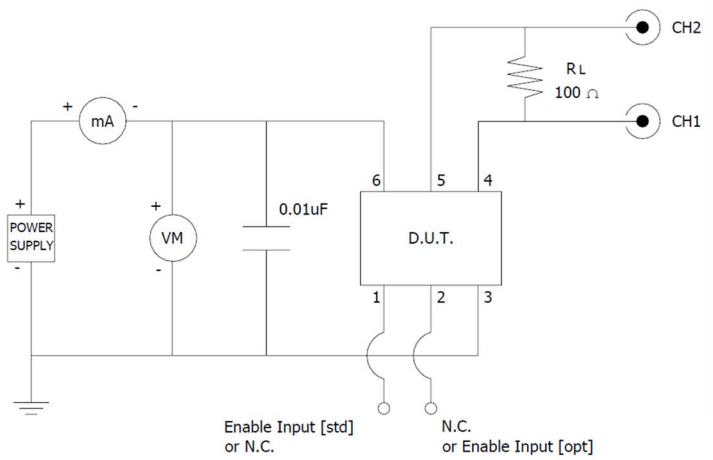 CH2
RL
100 Ω
CH1
+ mA -
6 5 4
+
POWER
SUPPLY
-
+
VM
-
0.01uF
D.U.T.
1 2 3
Enable Input [std]
or N.C.
N.C.
or Enable Input [opt]